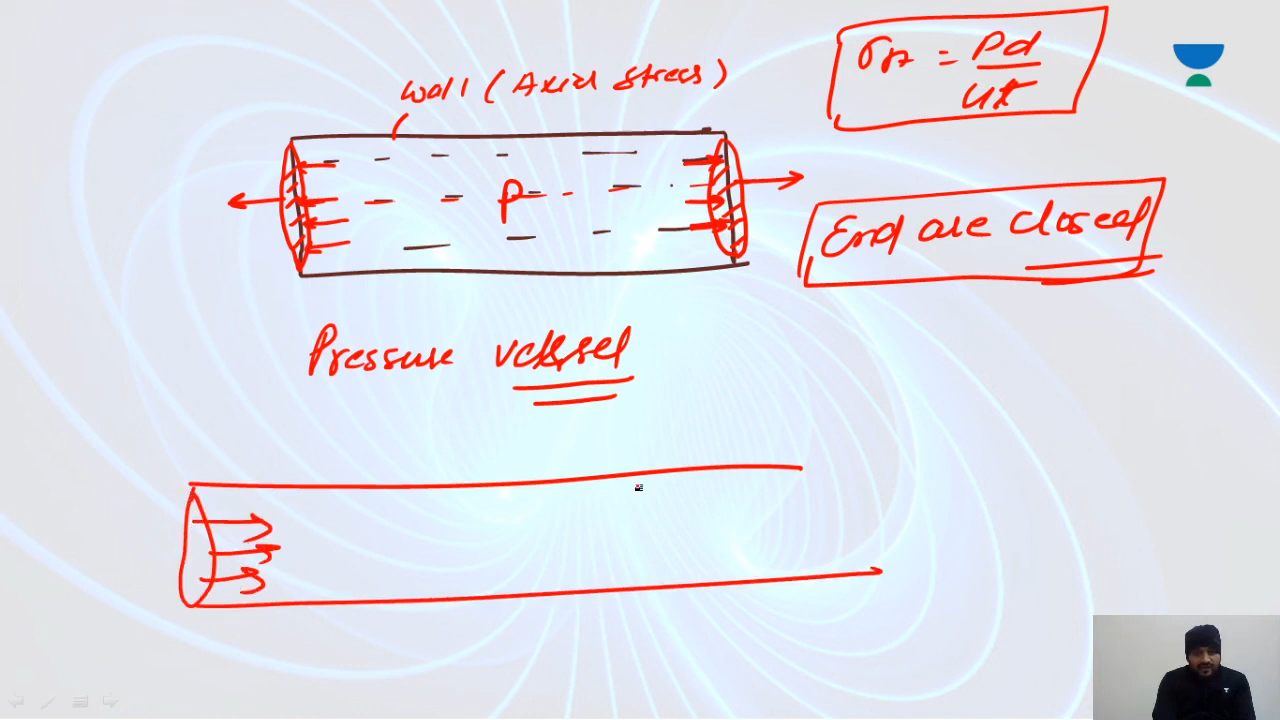 wall (Axial stress)
σa = Pd
4t
P
End are closed
Pressure vessel